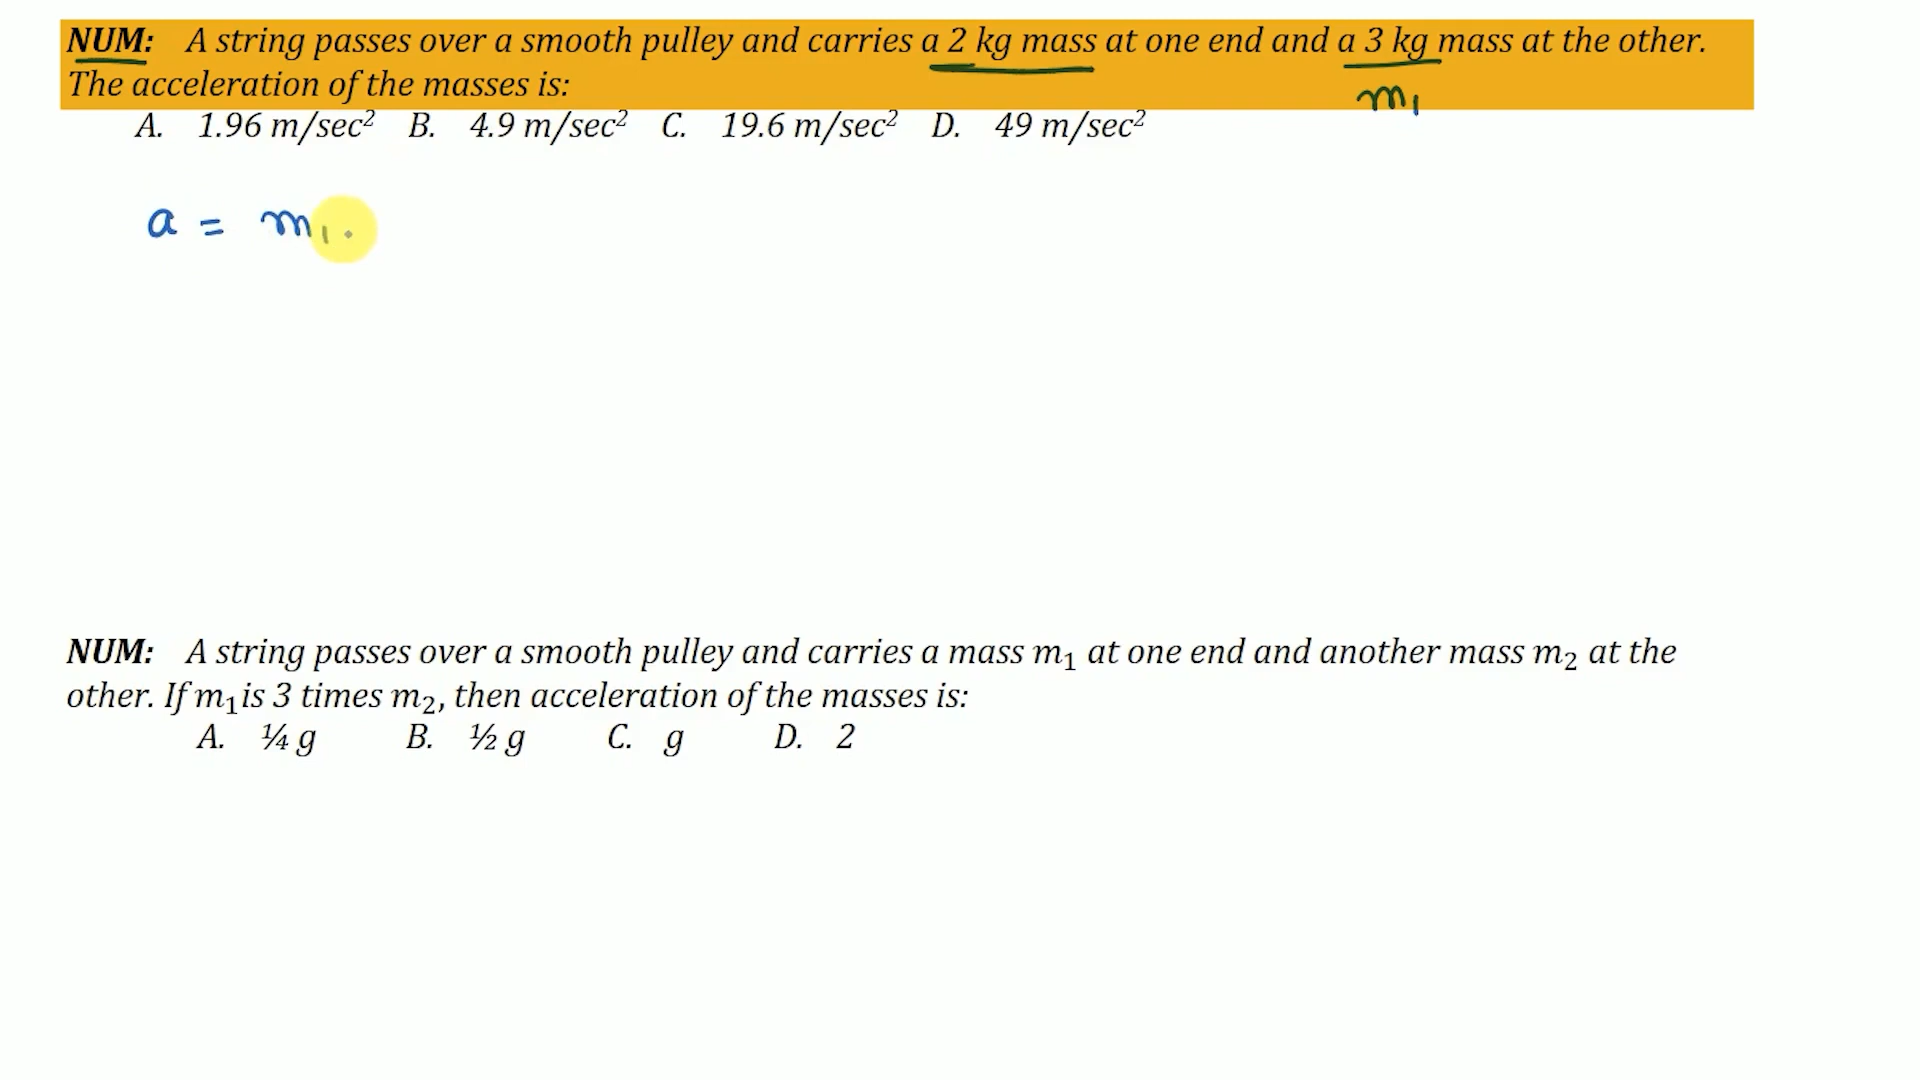 NUM: A string passes over a smooth pulley and carries a 2 kg mass at one end and a 3 kg mass at the other.
The acceleration of the masses is:
m₁
A. 1.96 m/sec² B. 4.9 m/sec² C. 19.6 m/sec² D. 49 m/sec²
a = m₁
NUM: A string passes over a smooth pulley and carries a mass m₁ at one end and another mass m₂ at the
other. If m₁ is 3 times m₂, then acceleration of the masses is:
A. ¼ g B. ½ g C. g D. 2